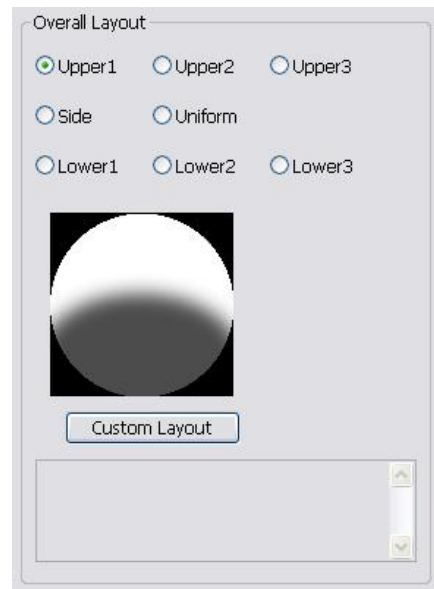 Overall Layout
Upper1 Upper2 Upper3
Side Uniform
Lower1 Lower2 Lower3
Custom Layout